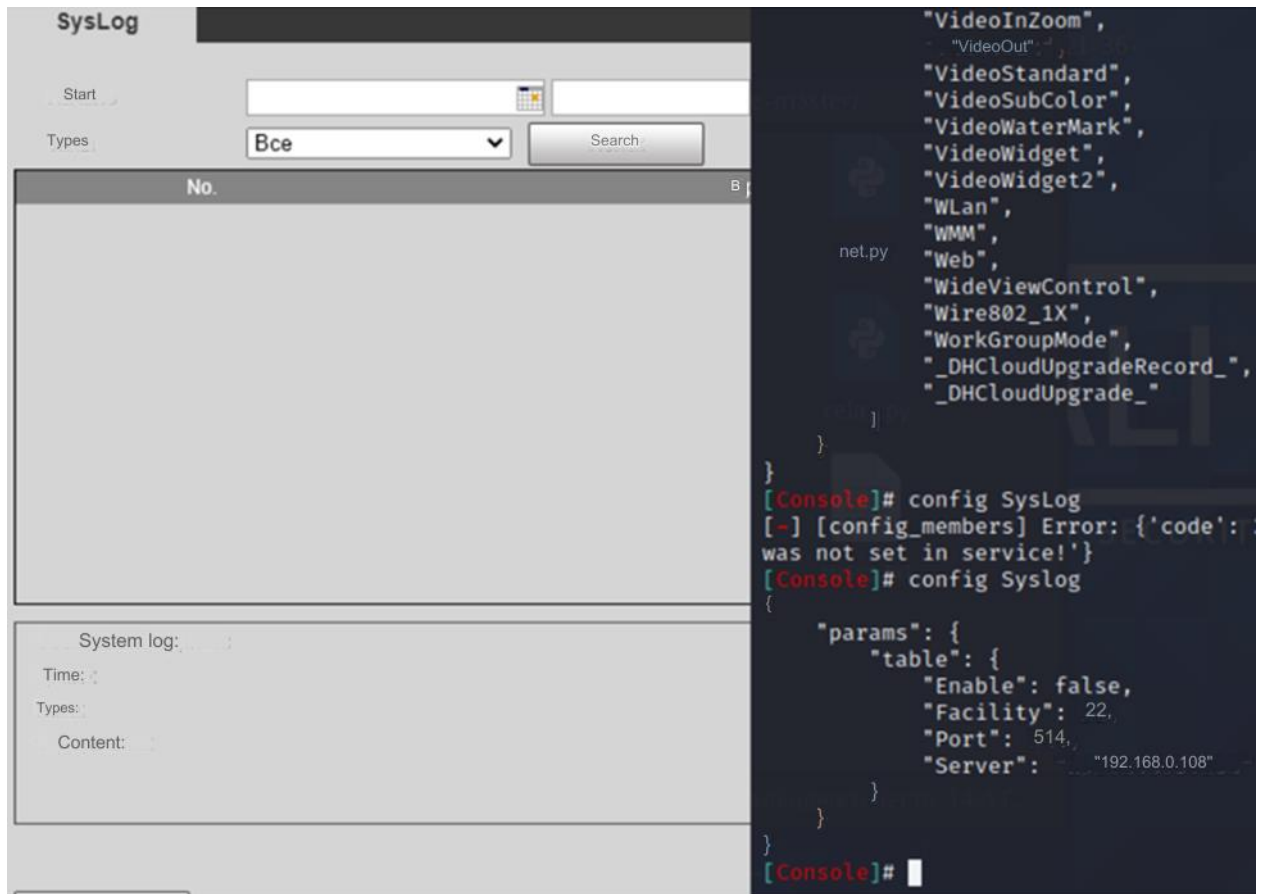 SysLog
Start
Types
Все
Search
No.
В
System log:
Time:
Types:
Content:
"VideoInZoom",
"VideoOut",
"VideoStandard",
"VideoSubColor",
"VideoWaterMark",
"VideoWidget",
"VideoWidget2",
"WLan",
"WMM",
"Web",
"WideViewControl",
"Wire802_1X",
"WorkGroupMode",
"_DHCloudUpgradeRecord_",
"_DHCloudUpgrade_"
]
}
}
[Console]# config SysLog
[-] [config_members] Error: {'code':
was not set in service!'}
[Console]# config Syslog
{
"params": {
"table": {
"Enable": false,
"Facility": 22,
"Port": 514,
"Server": "192.168.0.108"
}
}
}
[Console]#
net.py